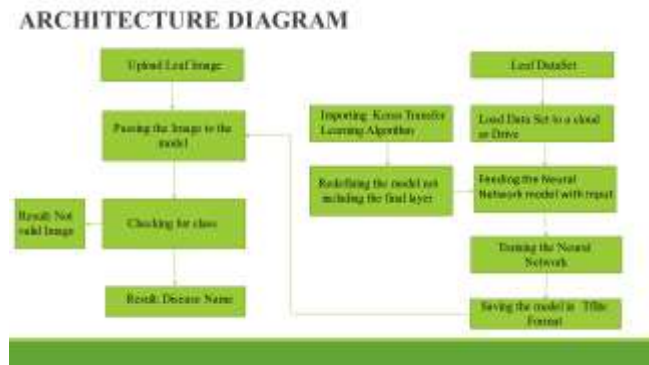 ARCHITECTURE DIAGRAM
Upload Leaf Image
Leaf DataSet
Passing the Image to the
model
Importing Keras Transfer
Learning Algorithm
Load Data Set to a cloud
or Drive
Redefining the model not
including the final layer
Feeding the Neural
Network model with input
Result: Not
valid Image
Checking for class
Training the Neural
Network
Result: Disease Name
Saving the model in Tflite
Format